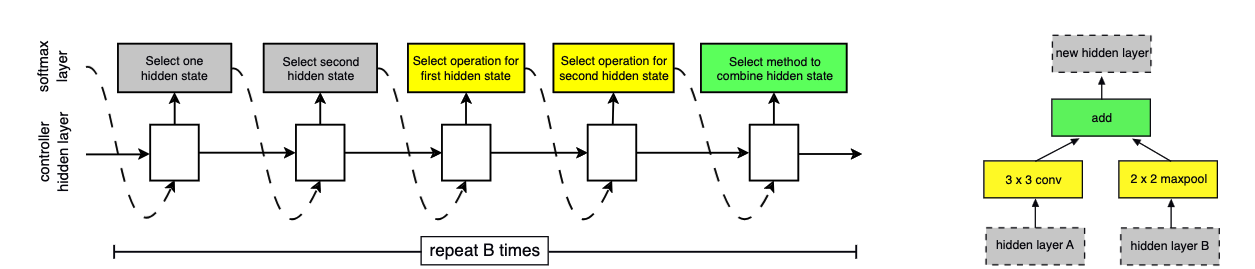 softmax
layer
Select one
hidden state
Select second
hidden state
Select operation for
first hidden state
Select operation for
second hidden state
Select method to
combine hidden state
controller
hidden layer
repeat B times
new hidden layer
add
3 x 3 conv
2 x 2 maxpool
hidden layer A
hidden layer B